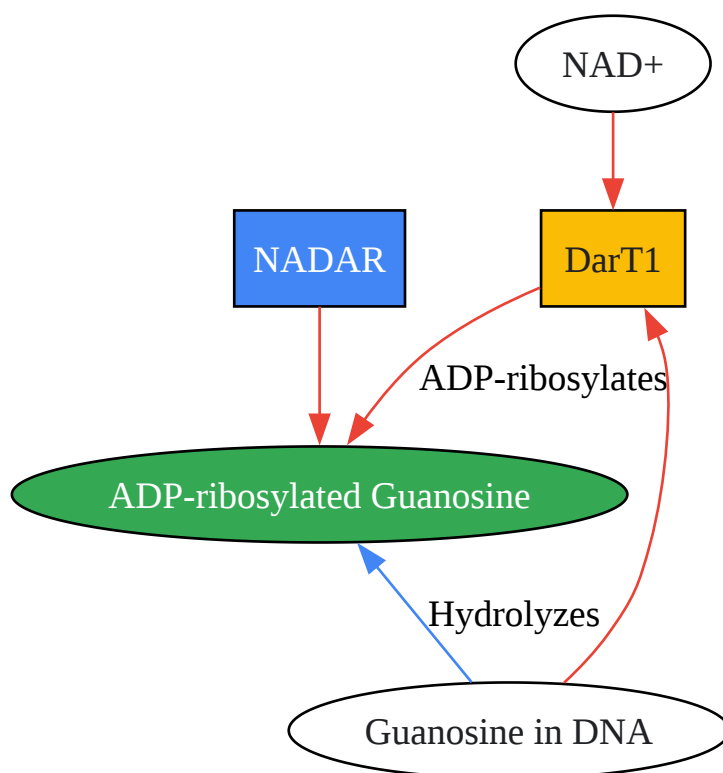 NAD+
NADAR
DarT1
ADP-ribosylates
ADP-ribosylated Guanosine
Hydrolyzes
Guanosine in DNA